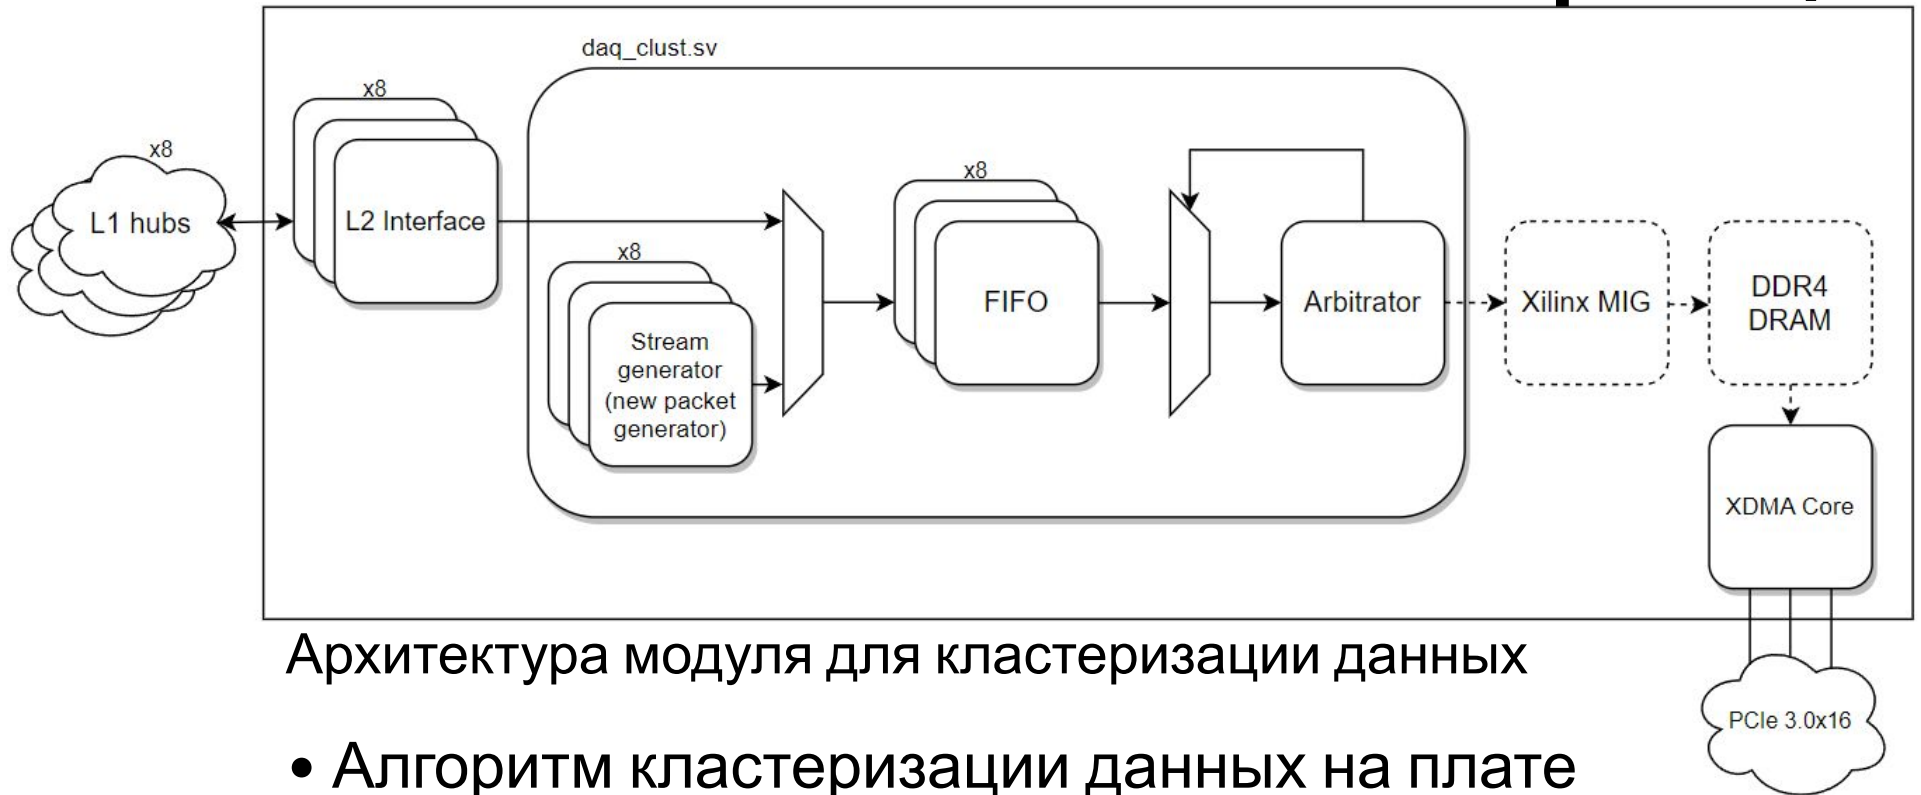 daq_clust.sv
x8
L1 hubs
x8
L2 Interface
x8
Stream
generator
(new packet
generator)
x8
FIFO
Arbitrator
Xilinx MIG
DDR4
DRAM
XDMA Core
PCIe 3.0x16
Архитектура модуля для кластеризации данных
• Алгоритм кластеризации данных на плате